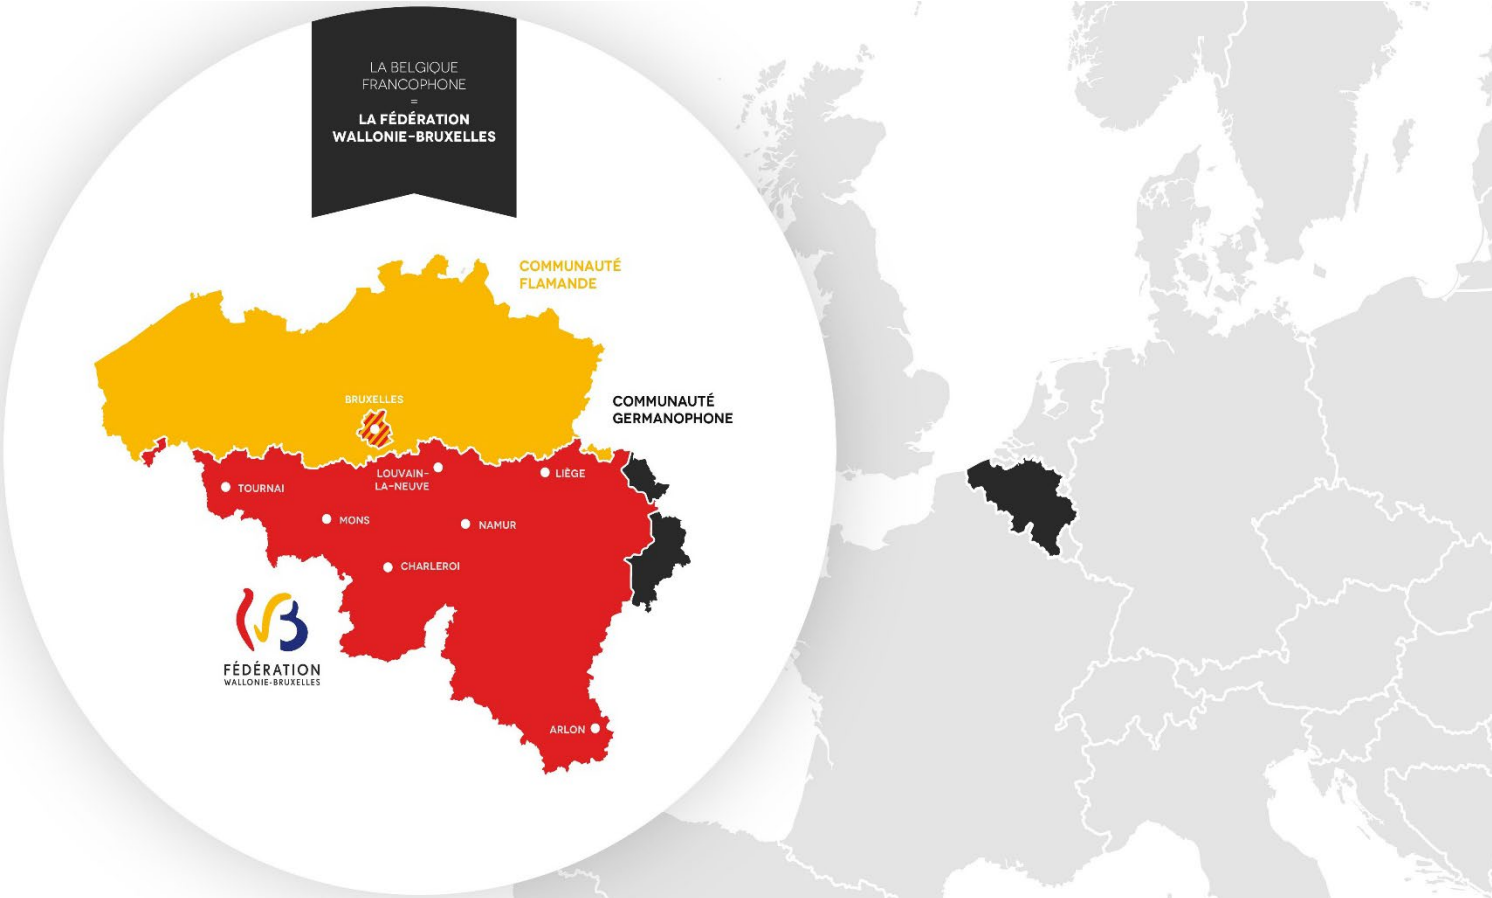 LA BELGIQUE
FRANCOPHONE
=
LA FÉDÉRATION
WALLONIE-BRUXELLES
COMMUNAUTÉ
FLAMANDE
COMMUNAUTÉ
GERMANOPHONE
BRUXELLES
LOUVAIN-
LA-NEUVE
LIÈGE
TOURNAI
MONS
NAMUR
CHARLEROI
FÉDÉRATION
WALLONIE-BRUXELLES
ARLON